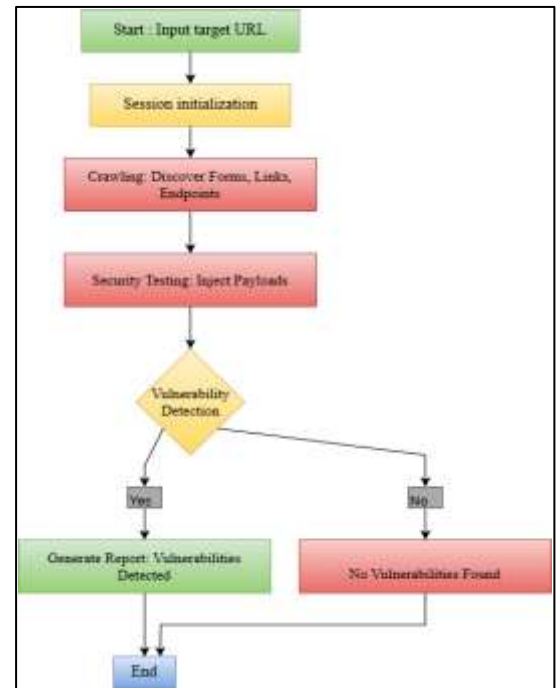 Start : Input target URL
Session initialization
Crawling: Discover Forms, Links,
Endpoints
Security Testing: Inject Payloads
Vulnerability
Detection
Yes
No
Generate Report: Vulnerabilities
Detected
No Vulnerabilities Found
End